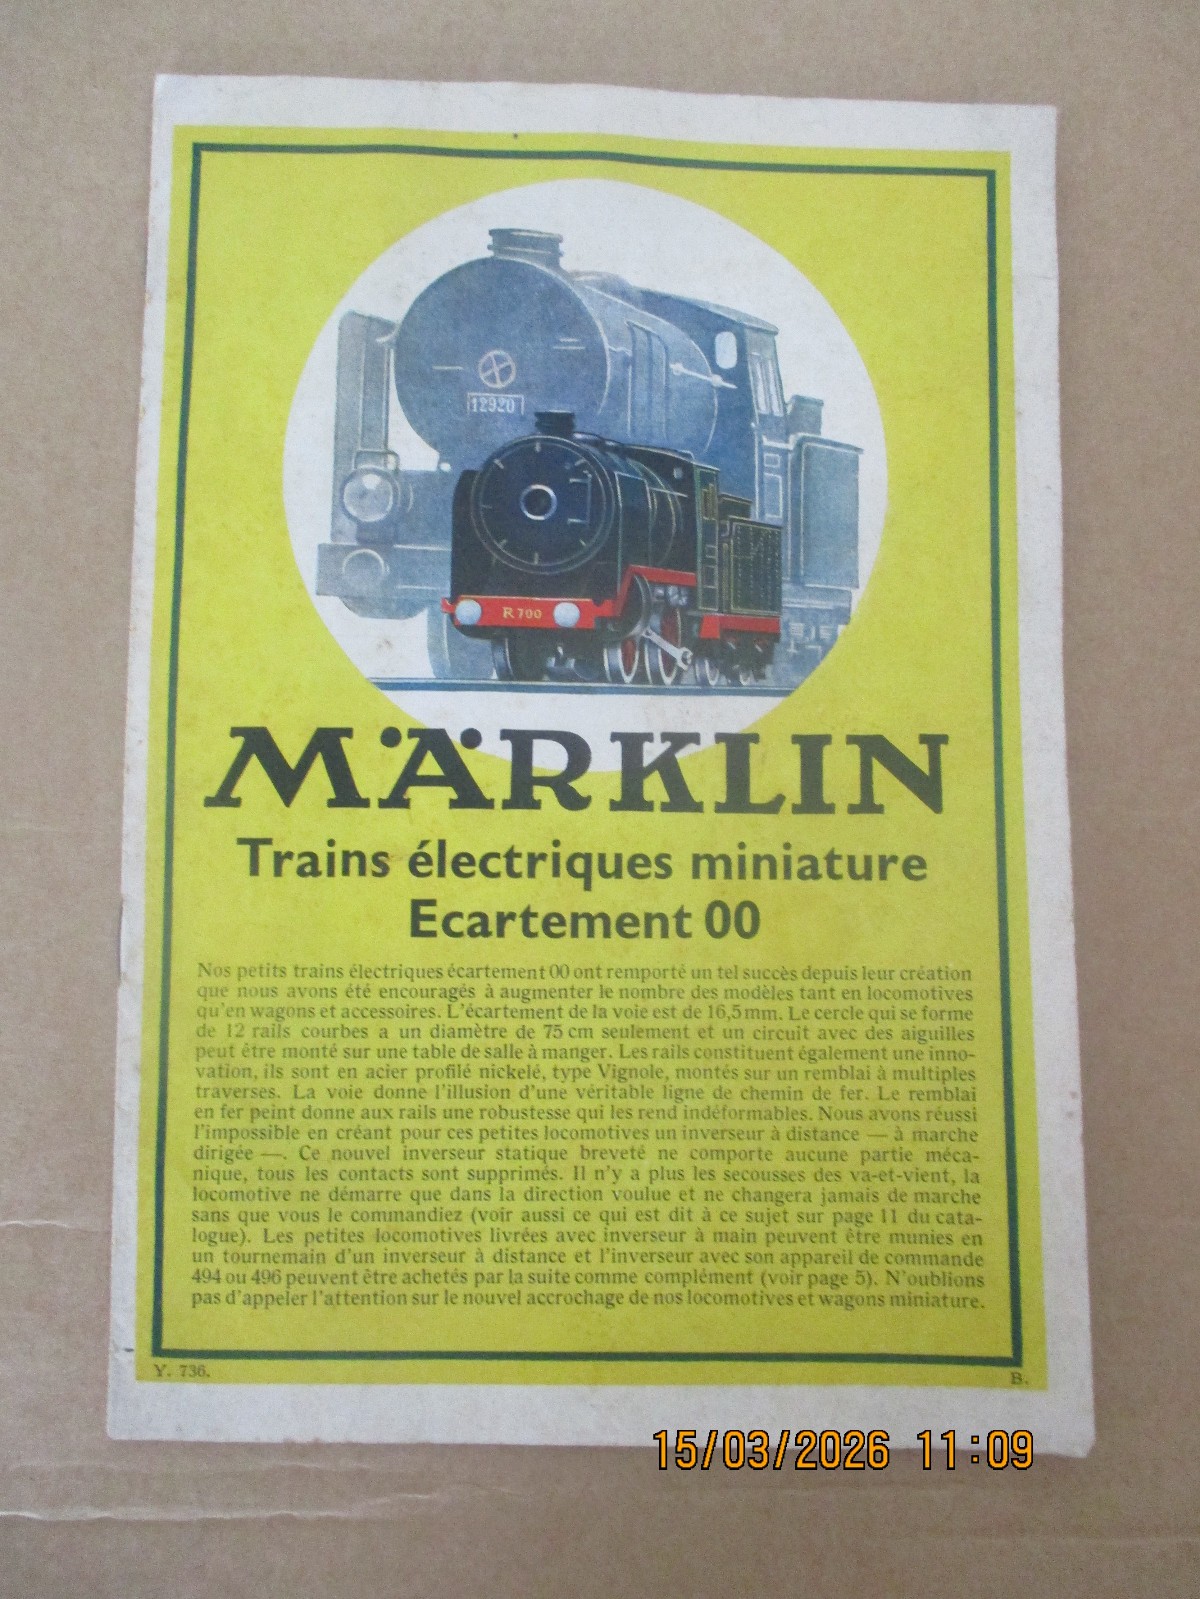 12920
R 700
MÄRKLIN
Trains électriques miniature
Ecartement 00
Nos petits trains électriques écartement 00 ont remporté un tel succès depuis leur création
que nous avons été encouragés à augmenter le nombre des modèles tant en locomotives
qu'en wagons et accessoires. L'écartement de la voie est de 16,5mm. Le cercle qui se forme
de 12 rails courbes a un diamètre de 75 cm seulement et un circuit avec des aiguilles
peut être monté sur une table de salle à manger. Les rails constituent également une inno-
vation, ils sont en acier profilé nickelé, type Vignole, montés sur un remblai à multiples
traverses. La voie donne l'illusion d'une véritable ligne de chemin de fer. Le remblai
en fer peint donne aux rails une robustesse qui les rend indéformables. Nous avons réussi
l'impossible en créant pour ces petites locomotives un inverseur à distance — à marche
dirigée —. Ce nouvel inverseur statique breveté ne comporte aucune partie méca-
nique, tous les contacts sont supprimés. Il n'y a plus les secousses des va-et-vient, la
locomotive ne démarre que dans la direction voulue et ne changera jamais de marche
sans que vous le commandiez (voir aussi ce qui est dit à ce sujet sur page 11 du cata-
logue). Les petites locomotives livrées avec inverseur à main peuvent être munies en
un tournemain d'un inverseur à distance et l'inverseur avec son appareil de commande
494 ou 496 peuvent être achetés par la suite comme complément (voir page 5). N'oublions
pas d'appeler l'attention sur le nouvel accrochage de nos locomotives et wagons miniature.
Y. 736.
B.
15/03/2026 11:09